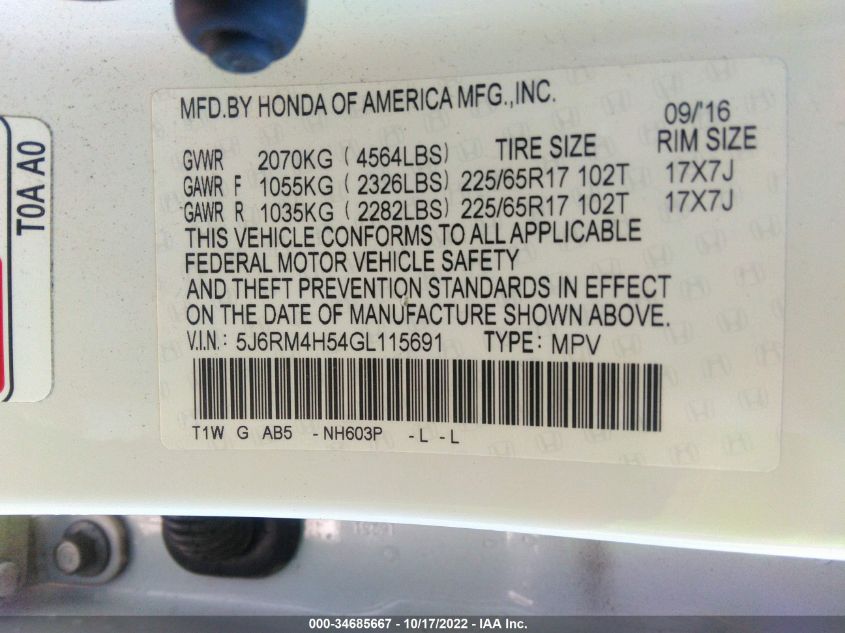 MFD.BY HONDA OF AMERICA MFG.,INC.
09/'16
GVWR 2070KG (4564LBS) TIRE SIZE RIM SIZE
GAWR F 1055KG (2326LBS) 225/65R17 102T 17X7J
GAWR R 1035KG (2282LBS) 225/65R17 102T 17X7J
THIS VEHICLE CONFORMS TO ALL APPLICABLE
FEDERAL MOTOR VEHICLE SAFETY
AND THEFT PREVENTION STANDARDS IN EFFECT
ON THE DATE OF MANUFACTURE SHOWN ABOVE.
V.I.N.: 5J6RM4H54GL115691 TYPE: MPV
T1W G AB5 -NH603P -L -L
T0A A0
000-34685667 - 10/17/2022 - IAA Inc.